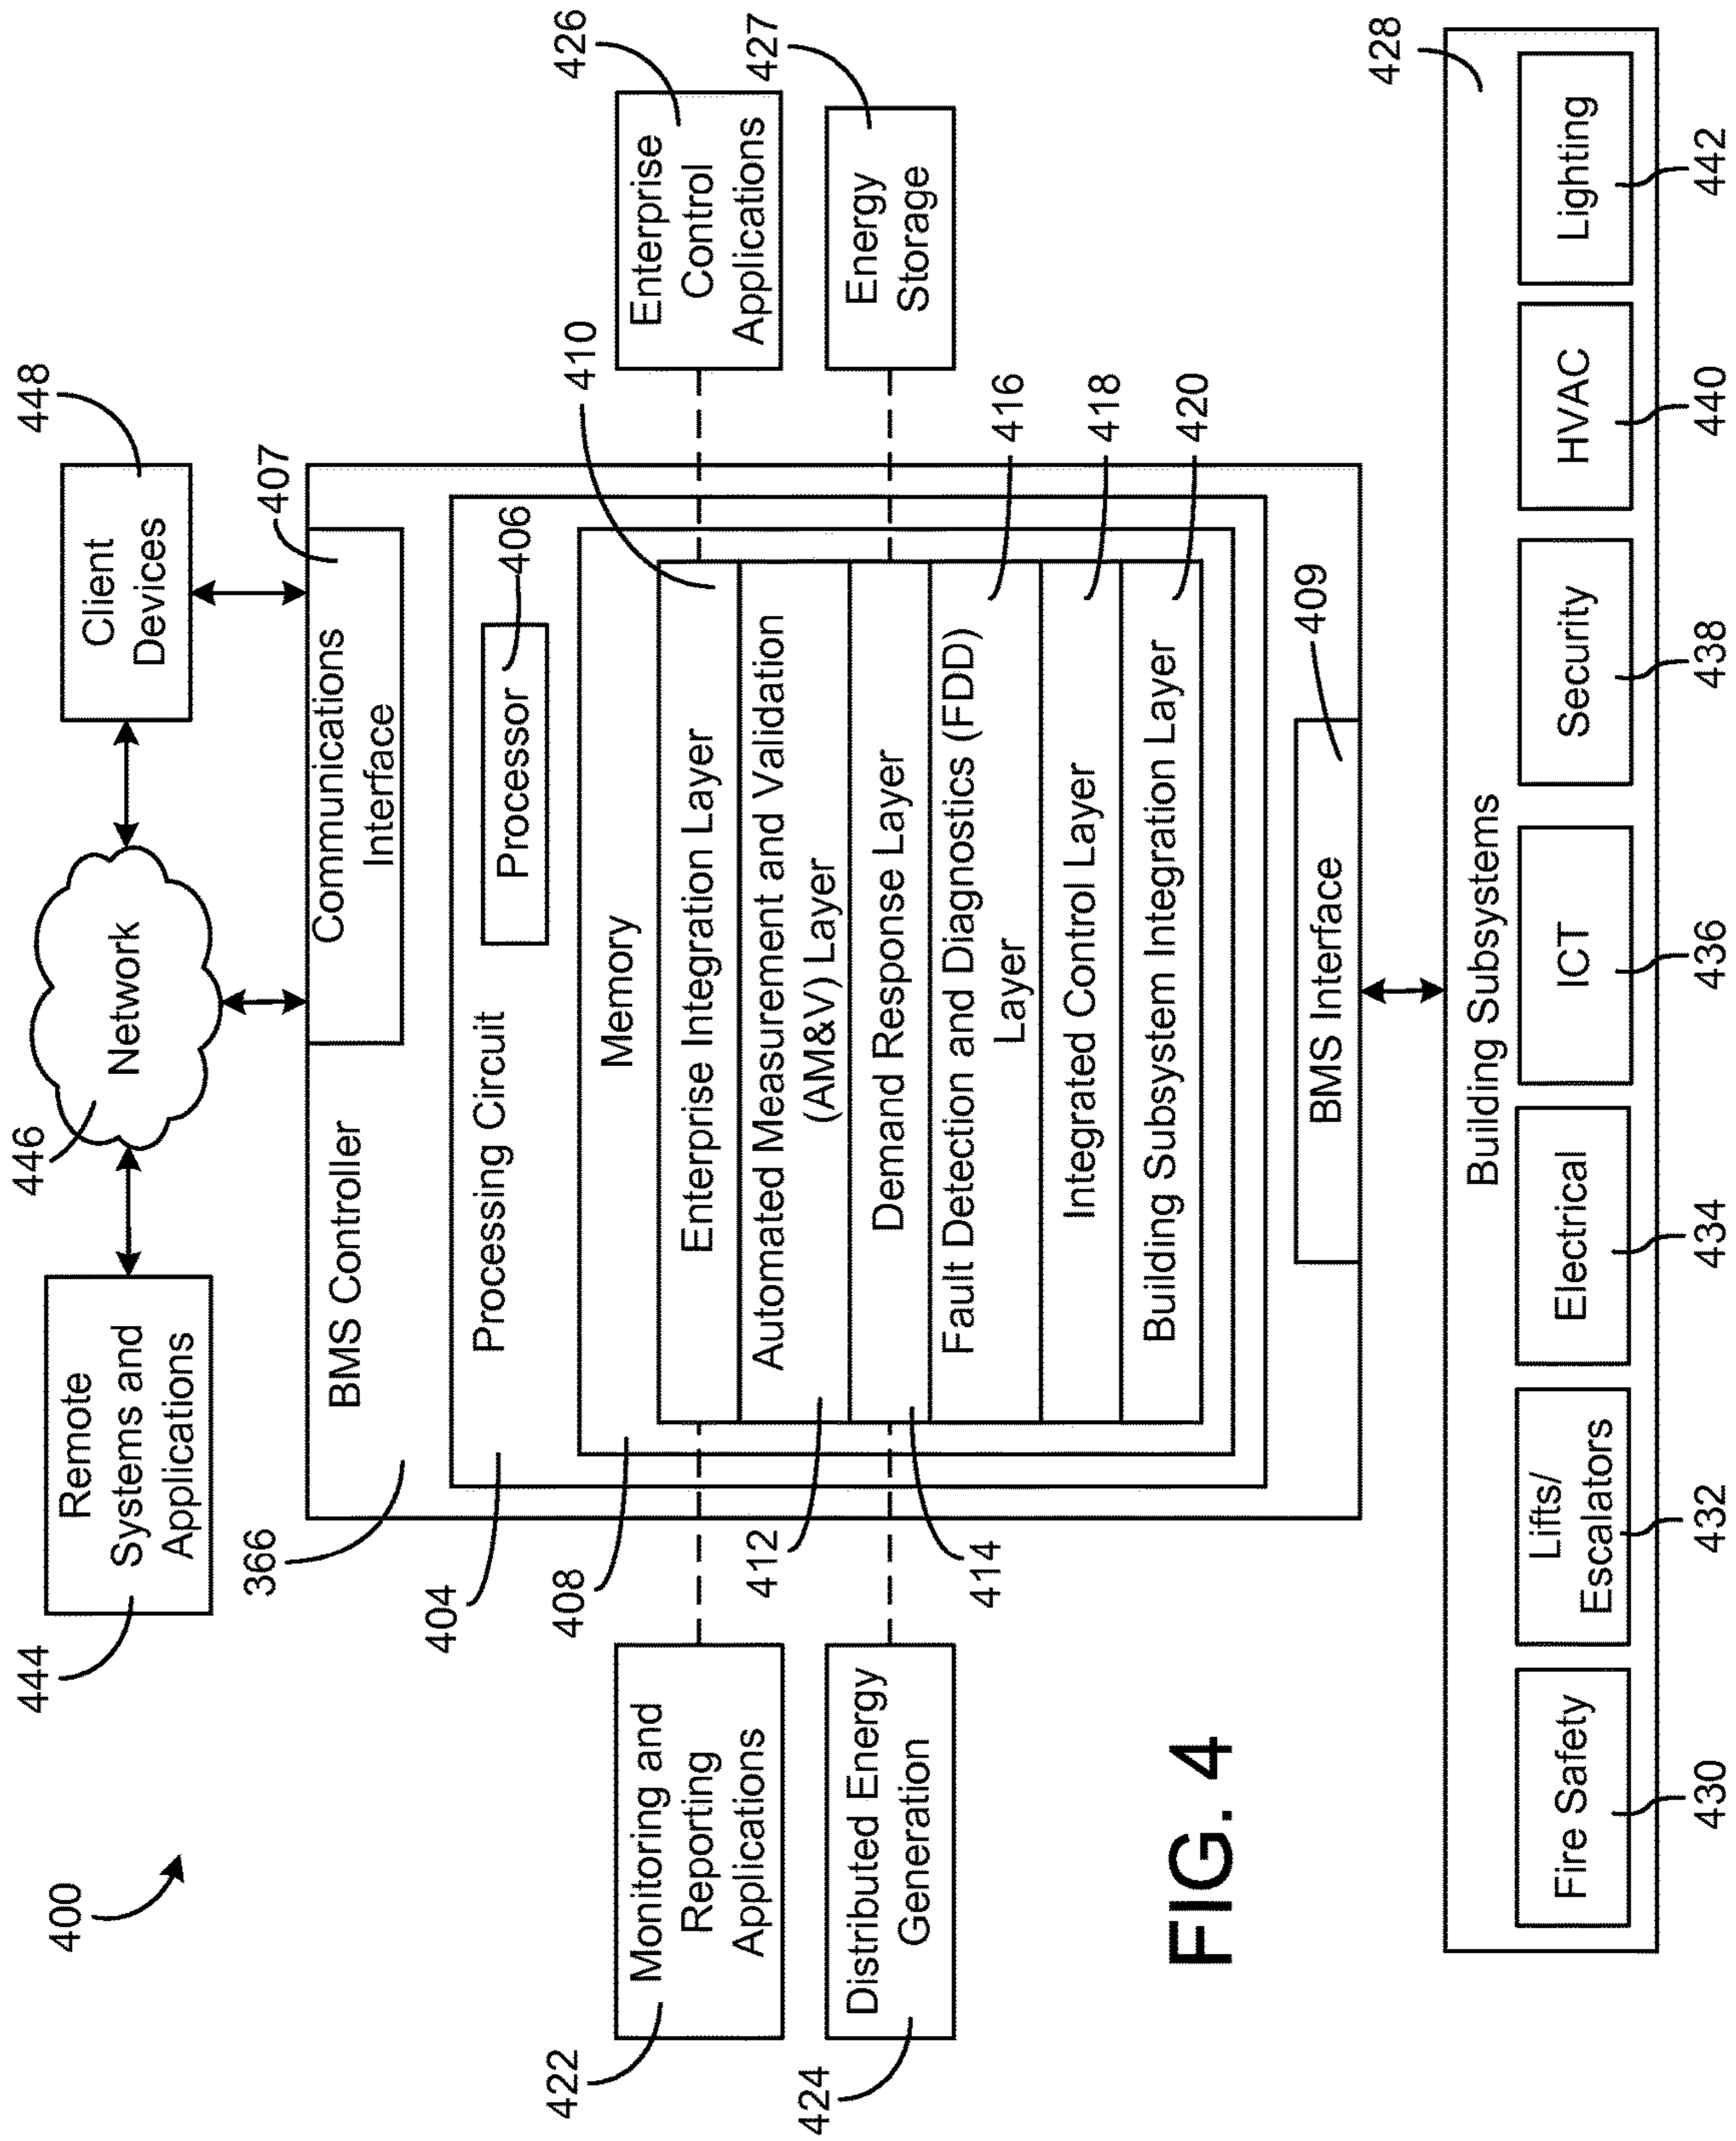 400
444
Remote
Systems and
Applications
446
Network
448
Client
Devices
366
BMS Controller
407
Communications
Interface
404
Processing Circuit
406
Processor
408
Memory
410
Enterprise Integration Layer
412
Automated Measurement and Validation
(AM&V) Layer
414
Demand Response Layer
416
Fault Detection and Diagnostics (FDD)
Layer
418
Integrated Control Layer
420
Building Subsystem Integration Layer
422
Monitoring and
Reporting
Applications
424
Distributed Energy
Generation
426
Enterprise
Control
Applications
427
Energy
Storage
409
BMS Interface
FIG. 4
428
Building Subsystems
Fire Safety
Lifts/
Escalators
Electrical
ICT
Security
HVAC
Lighting
430
432
434
436
438
440
442